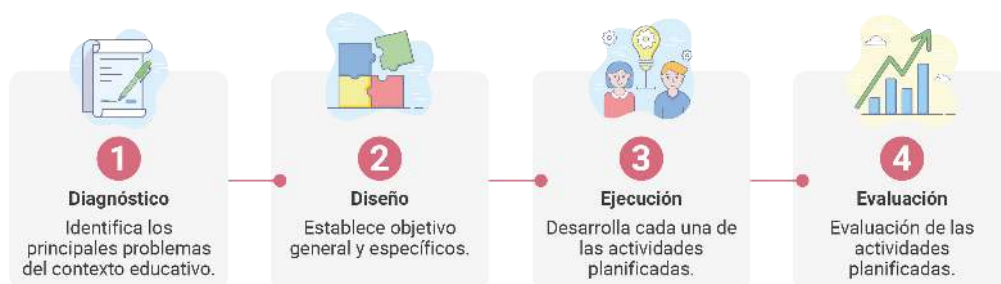 1
Diagnóstico
Identifica los
principales problemas
del contexto educativo.
2
Diseño
Establece objetivo
general y específicos.
3
Ejecución
Desarrolla cada una de
las actividades
planificadas.
4
Evaluación
Evaluación de las
actividades
planificadas.